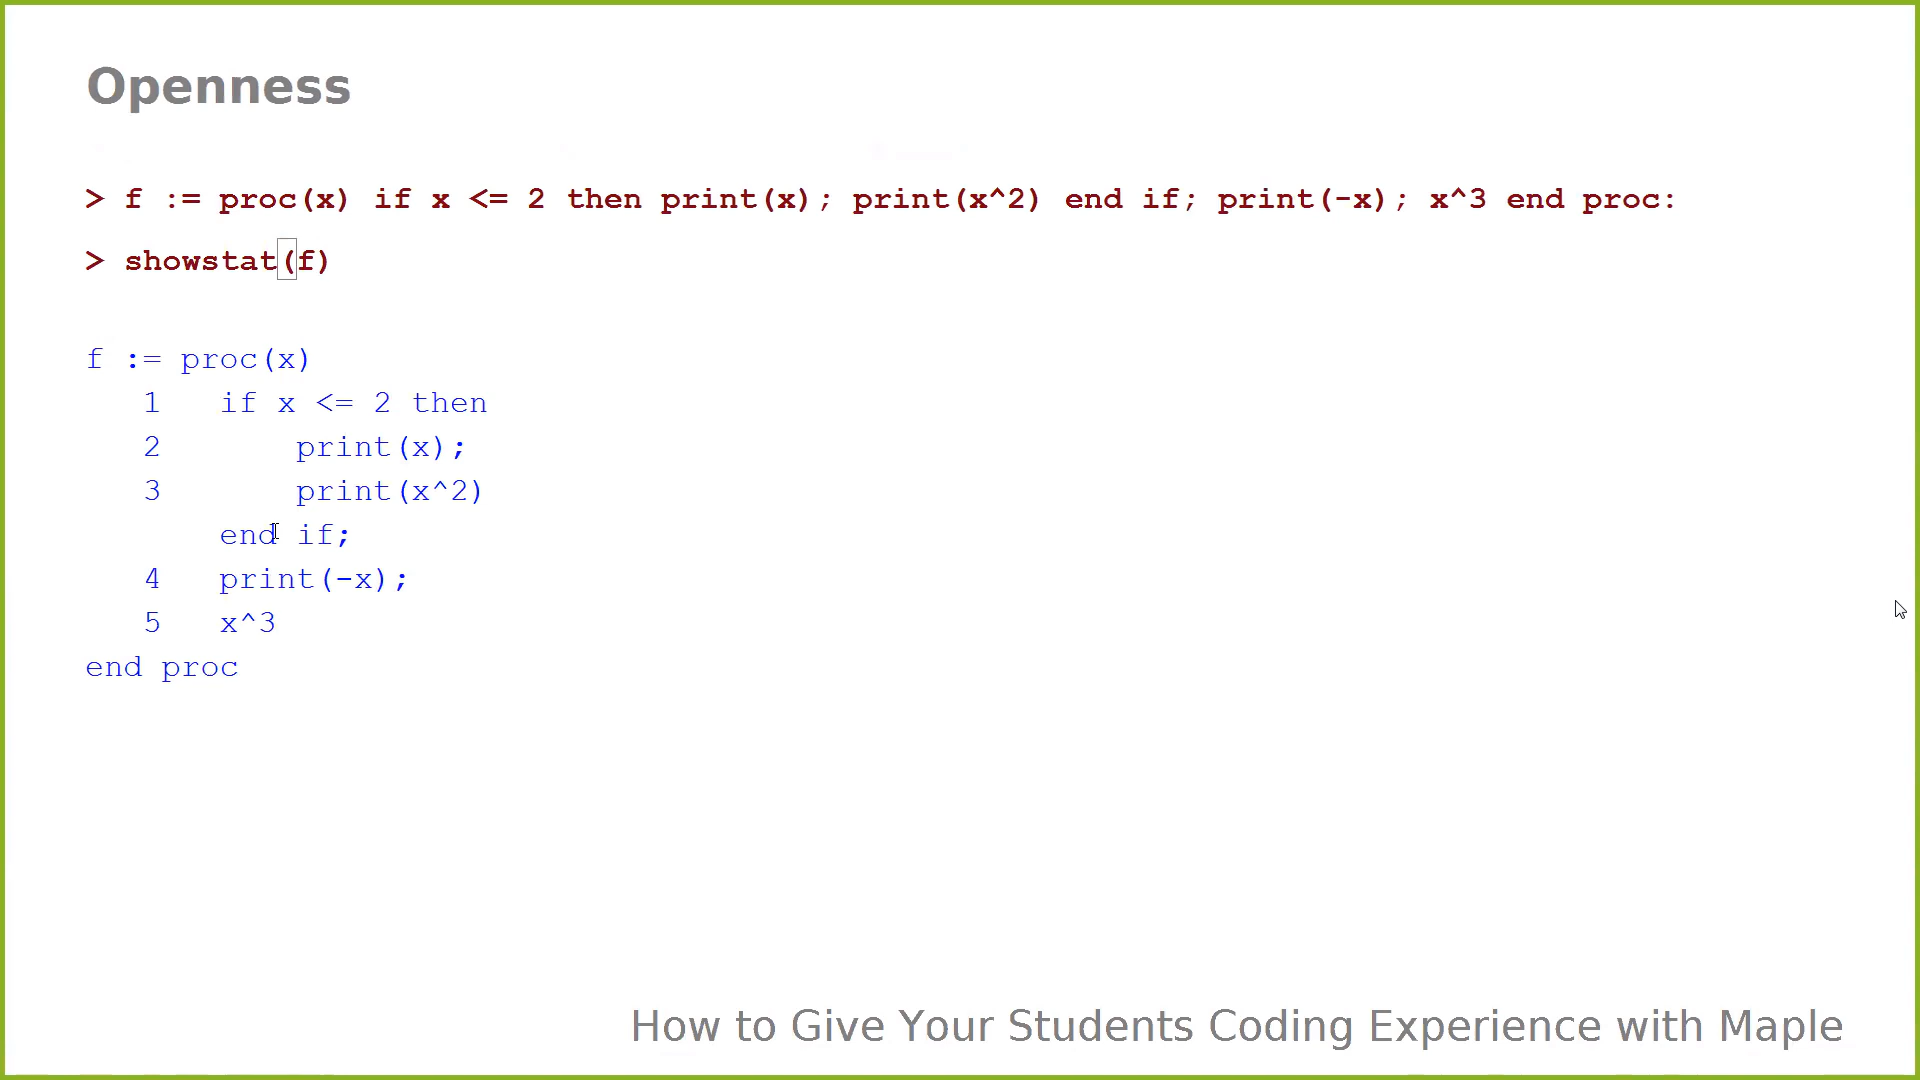 Openness
> f := proc(x) if x <= 2 then print(x); print(x^2) end if; print(-x); x^3 end proc:
> showstat(f)
f := proc(x)
   1   if x <= 2 then
   2       print(x);
   3       print(x^2)
       end if;
   4   print(-x);
   5   x^3
end proc
How to Give Your Students Coding Experience with Maple